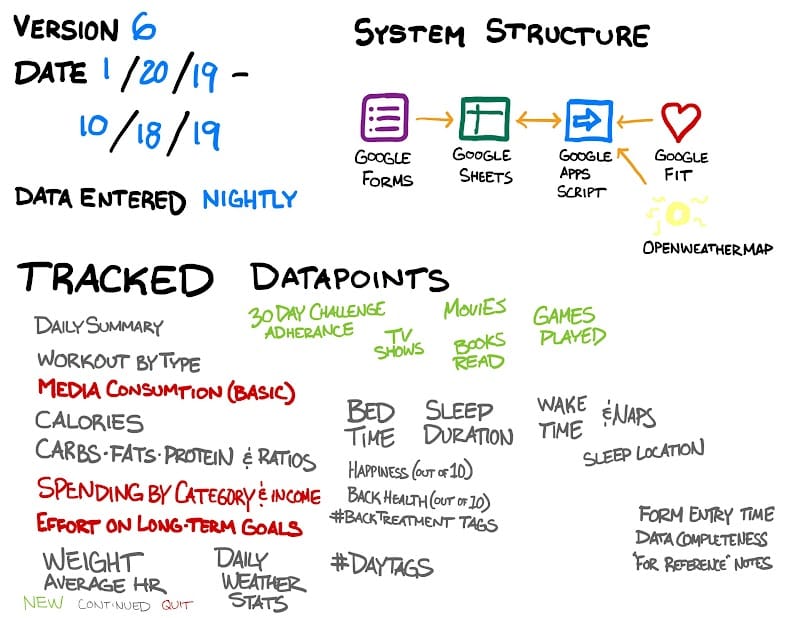 VERSION 6
DATE 1/20/19 -
10/18/19
DATA ENTERED NIGHTLY
SYSTEM STRUCTURE
GOOGLE FORMS
GOOGLE SHEETS
GOOGLE APPS SCRIPT
GOOGLE FIT
OPENWEATHERMAP
TRACKED DATAPOINTS
DAILY SUMMARY
WORKOUT BY TYPE
MEDIA CONSUMTION (BASIC)
CALORIES
CARBS·FATS·PROTEIN & RATIOS
SPENDING BY CATEGORY & INCOME
EFFORT ON LONG-TERM GOALS
WEIGHT
AVERAGE HR
DAILY
WEATHER
STATS
30 DAY CHALLENGE
ADHERANCE
TV
SHOWS
MOVIES
BOOKS
READ
GAMES
PLAYED
BED
TIME
SLEEP
DURATION
WAKE
TIME
& NAPS
SLEEP LOCATION
HAPPINESS (OUT OF 10)
BACK HEALTH (OUT OF 10)
#BACKTREATMENT TAGS
#DAYTAGS
FORM ENTRY TIME
DATA COMPLETENESS
"FOR REFERENCE" NOTES
NEW CONTINUED QUIT